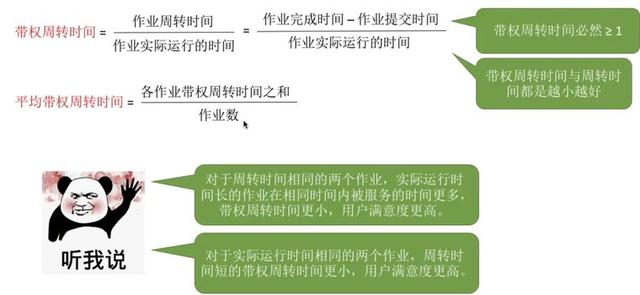 带权周转时间 = 作业周转时间 / 作业实际运行的时间 = 作业完成时间 – 作业提交时间 / 作业实际运行的时间
带权周转时间必然 ≥ 1
带权周转时间与周转时
间都是越小越好
平均带权周转时间 = 各作业带权周转时间之和 / 作业数
对于周转时间相同的两个作业，实际运行时
间长的作业在相同时间内被服务的时间更多，
带权周转时间更小，用户满意度更高。
听我说
对于实际运行时间相同的两个作业，周转时
间短的带权周转时间更小，用户满意度更高。